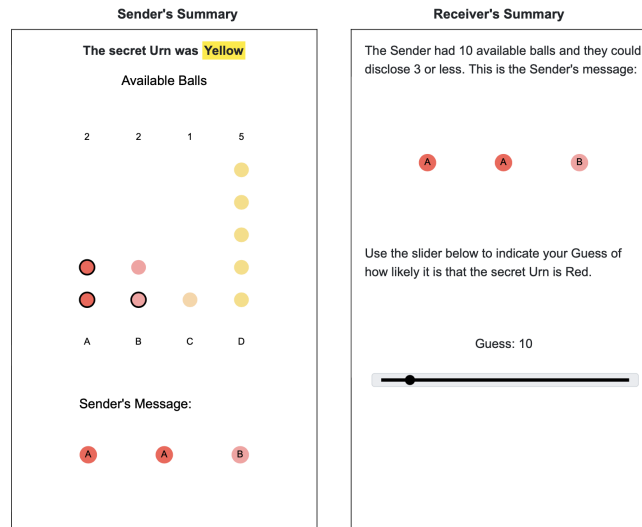 Sender's Summary
The secret Urn was Yellow
Available Balls
2 2 1 5
A B C D
Sender's Message:
A A B
Receiver's Summary
The Sender had 10 available balls and they could
disclose 3 or less. This is the Sender's message:
A A B
Use the slider below to indicate your Guess of
how likely it is that the secret Urn is Red.
Guess: 10